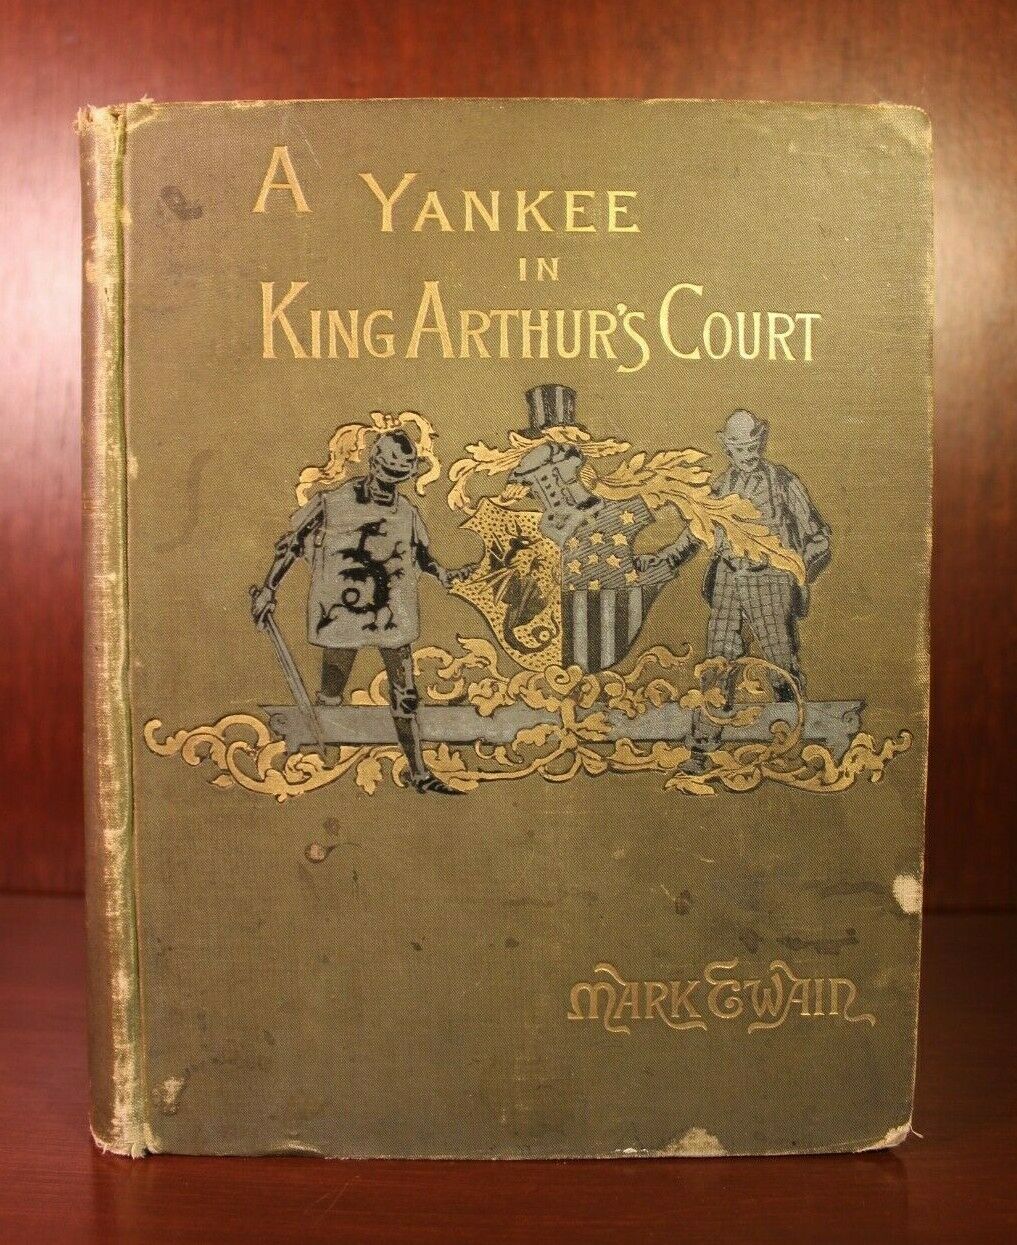 A YANKEE
IN
KING ARTHUR'S COURT
MARK TWAIN